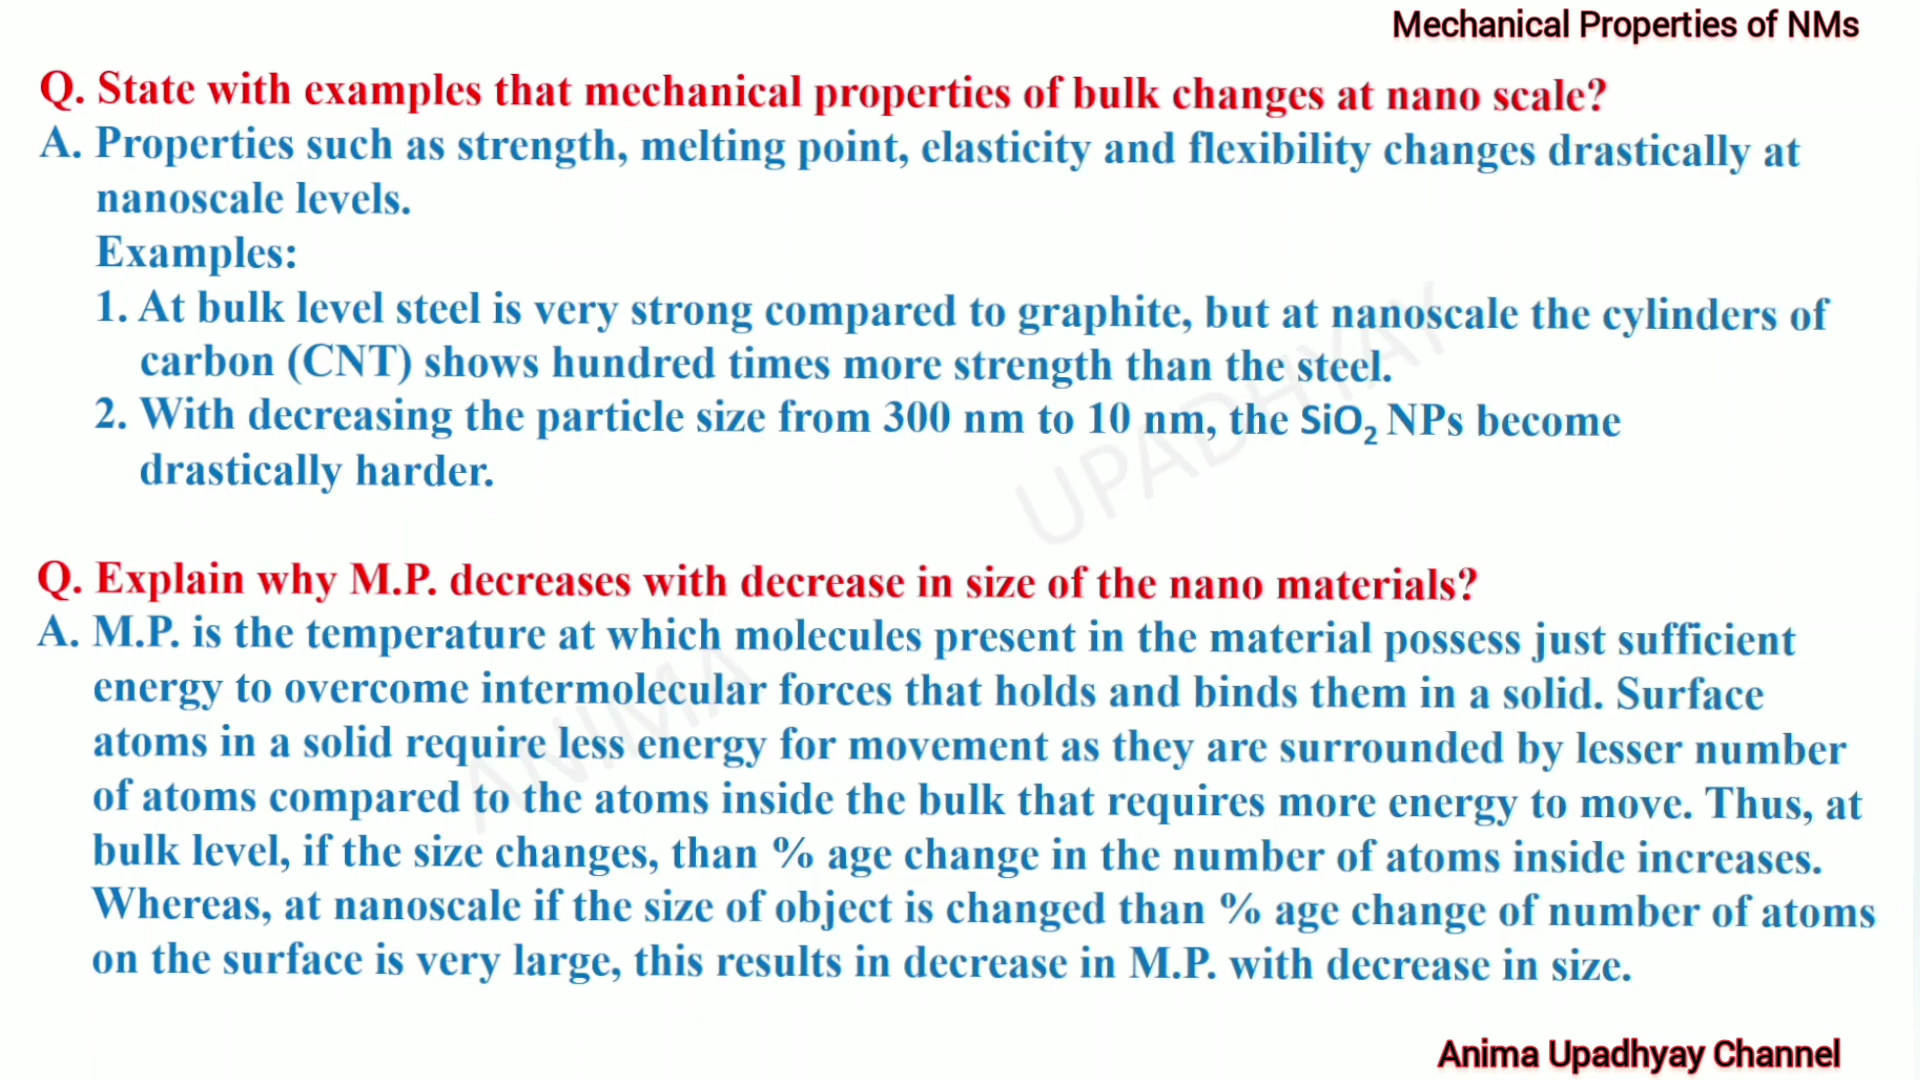 Mechanical Properties of NMs
Q. State with examples that mechanical properties of bulk changes at nano scale?
A. Properties such as strength, melting point, elasticity and flexibility changes drastically at
nanoscale levels.
Examples:
1. At bulk level steel is very strong compared to graphite, but at nanoscale the cylinders of
carbon (CNT) shows hundred times more strength than the steel.
2. With decreasing the particle size from 300 nm to 10 nm, the SiO₂ NPs become
drastically harder.
Q. Explain why M.P. decreases with decrease in size of the nano materials?
A. M.P. is the temperature at which molecules present in the material possess just sufficient
energy to overcome intermolecular forces that holds and binds them in a solid. Surface
atoms in a solid require less energy for movement as they are surrounded by lesser number
of atoms compared to the atoms inside the bulk that requires more energy to move. Thus, at
bulk level, if the size changes, than % age change in the number of atoms inside increases.
Whereas, at nanoscale if the size of object is changed than % age change of number of atoms
on the surface is very large, this results in decrease in M.P. with decrease in size.
ANIMA UPADHYAY
Anima Upadhyay Channel